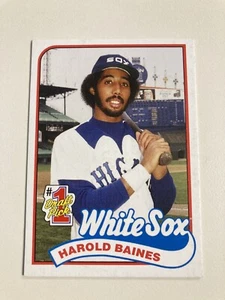 SOX
CHIC
#1
Draft
Pick
White Sox
HAROLD BAINES